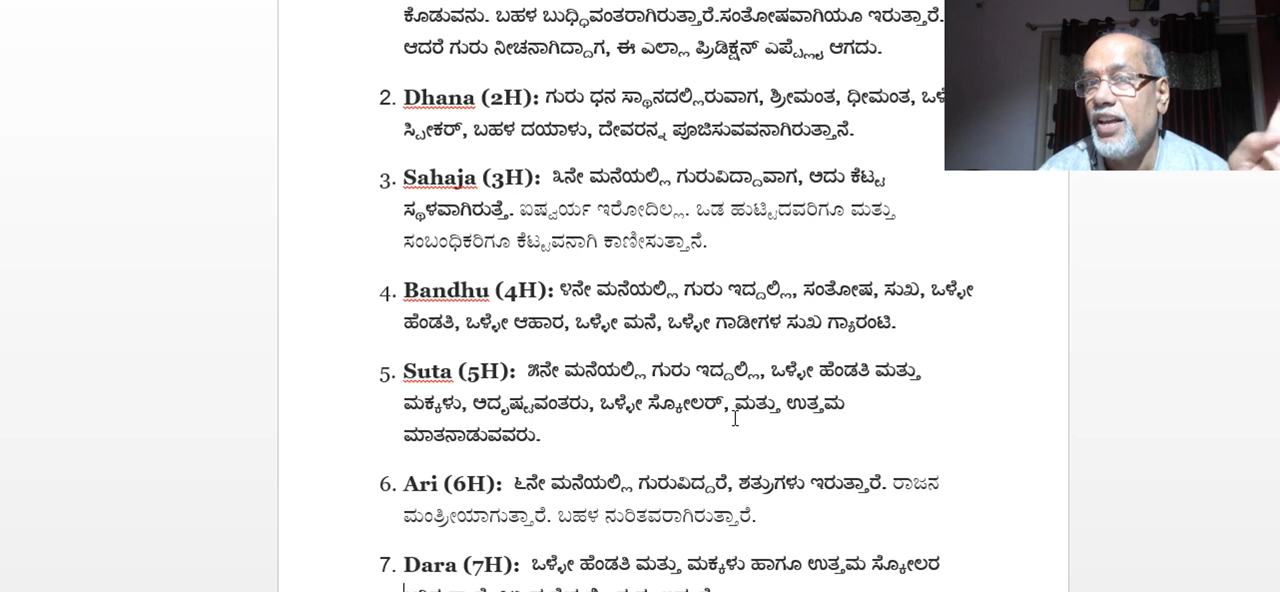 ಕೊಡುವನು. ಬಹಳ ಬುಧ್ಧಿವಂತರಾಗಿರುತ್ತಾರೆ.ಸಂತೋಷವಾಗಿಯೂ ಇರುತ್ತಾರೆ.
ಆದರೆ ಗುರು ನೀಚನಾಗಿದ್ದಾಗ, ಈ ಎಲ್ಲಾ ಪ್ರಿಡಿಕ್ಷನ್ ಎಪ್ಪ್ಲೈ ಆಗದು.
2. Dhana (2H): ಗುರು ಧನ ಸ್ಥಾನದಲ್ಲಿರುವಾಗ, ಶ್ರೀಮಂತ, ಧೀಮಂತ,
ಸ್ಪೀಕರ್, ಬಹಳ ದಯಾಳು, ದೇವರನ್ನ ಪೂಜಿಸುವವನಾಗಿರುತ್ತಾನೆ.
3. Sahaja (3H): ೩ನೇ ಮನೆಯಲ್ಲಿ ಗುರುವಿದ್ದಾವಾಗ, ಅದು ಕೆಟ್ಟ
ಸ್ಥಳವಾಗಿರುತ್ತೆ. ಐಷ್ವರ್ಯ ಇರೋದಿಲ್ಲ. ಒಡ ಹುಟ್ಟಿದವರಿಗೂ ಮತ್ತು
ಸಂಬಂಧಿಕರಿಗೂ ಕೆಟ್ಟವನಾಗಿ ಕಾಣೀಸುತ್ತಾನೆ.
4. Bandhu (4H): ೪ನೇ ಮನೆಯಲ್ಲಿ ಗುರು ಇದ್ದಲ್ಲಿ, ಸಂತೋಷ, ಸುಖ, ಒಳ್ಳೇ
ಹೆಂಡತಿ, ಒಳ್ಳೇ ಆಹಾರ, ಒಳ್ಳೇ ಮನೆ, ಒಳ್ಳೇ ಗಾಡೀಗಳ ಸುಖ ಗ್ಯಾರಂಟಿ.
5. Suta (5H): ೫ನೇ ಮನೆಯಲ್ಲಿ ಗುರು ಇದ್ದಲ್ಲಿ, ಒಳ್ಳೇ ಹೆಂಡತಿ ಮತ್ತು
ಮಕ್ಕಳು, ಅದೃಷ್ಟವಂತರು, ಒಳ್ಳೇ ಸ್ಕೋಲರ್, ಮತ್ತು ಉತ್ತಮ
ಮಾತನಾಡುವವರು.
6. Ari (6H): ೬ನೇ ಮನೆಯಲ್ಲಿ ಗುರುವಿದ್ದರೆ, ಶತ್ರುಗಳು ಇರುತ್ತಾರೆ. ರಾಜನ
ಮಂತ್ರೀಯಾಗುತ್ತಾರೆ. ಬಹಳ ನುರಿತವರಾಗಿರುತ್ತಾರೆ.
7. Dara (7H): ಒಳ್ಳೇ ಹೆಂಡತಿ ಮತ್ತು ಮಕ್ಕಳು ಹಾಗೂ ಉತ್ತಮ ಸ್ಕೋಲರ